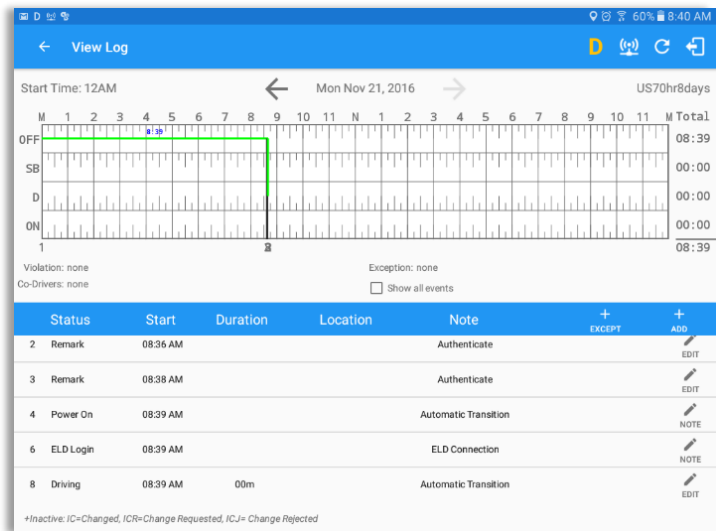 60% 8:40 AM
View Log
D
Start Time: 12AM
Mon Nov 21, 2016
US70hr8days
M 1 2 3 4 5 6 7 8 9 10 11 N 1 2 3 4 5 6 7 8 9 10 11 M Total
OFF 8:39 08:39
SB 00:00
D 00:00
ON 00:00
1 08:39
Violation: none
Exception: none
Co-Drivers: none
Show all events
Status Start Duration Location Note + EXCEPT + ADD
2 Remark 08:36 AM Authenticate EDIT
3 Remark 08:38 AM Authenticate EDIT
4 Power On 08:39 AM Automatic Transition NOTE
6 ELD Login 08:39 AM ELD Connection NOTE
8 Driving 08:39 AM 00m Automatic Transition EDIT
+Inactive: IC=Changed, ICR=Change Requested, ICJ= Change Rejected